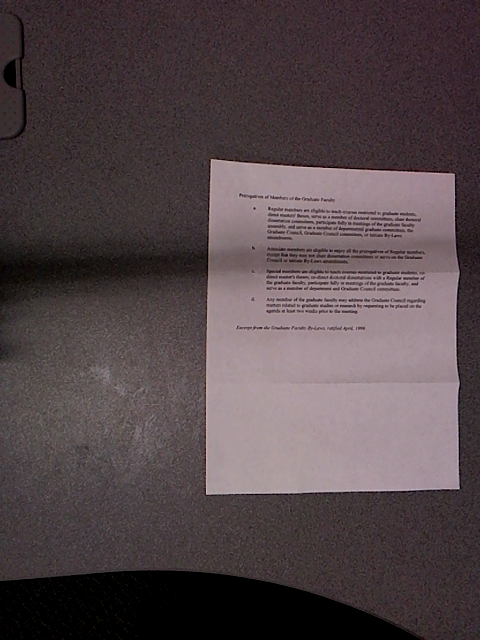 Prerogatives of Members of the Graduate Faculty
a. Regular members are eligible to teach courses restricted to graduate students,
direct masters' theses, serve as a member of doctoral committees, chair doctoral
dissertation committees, participate fully in meetings of the graduate faculty
assembly, and serve as a member of departmental graduate committee, the
Graduate Council, Graduate Council committees, or initiate By-Laws
amendments.
b. Associate members are eligible to enjoy all the prerogatives of Regular members,
except that they may not chair dissertation committees or serve on the Graduate
Council or initiate By-Laws amendments.
c. Special members are eligible to teach courses restricted to graduate students, co-
direct master's theses, co-direct doctoral dissertations with a Regular member of
the graduate faculty, participate fully in meetings of the graduate faculty, and
serve as a member of department and Graduate Council committees.
d. Any member of the graduate faculty may address the Graduate Council regarding
matters related to graduate studies or research by requesting to be placed on the
agenda at least two weeks prior to the meeting.
Excerpt from the Graduate Faculty By-Laws, ratified April, 1996